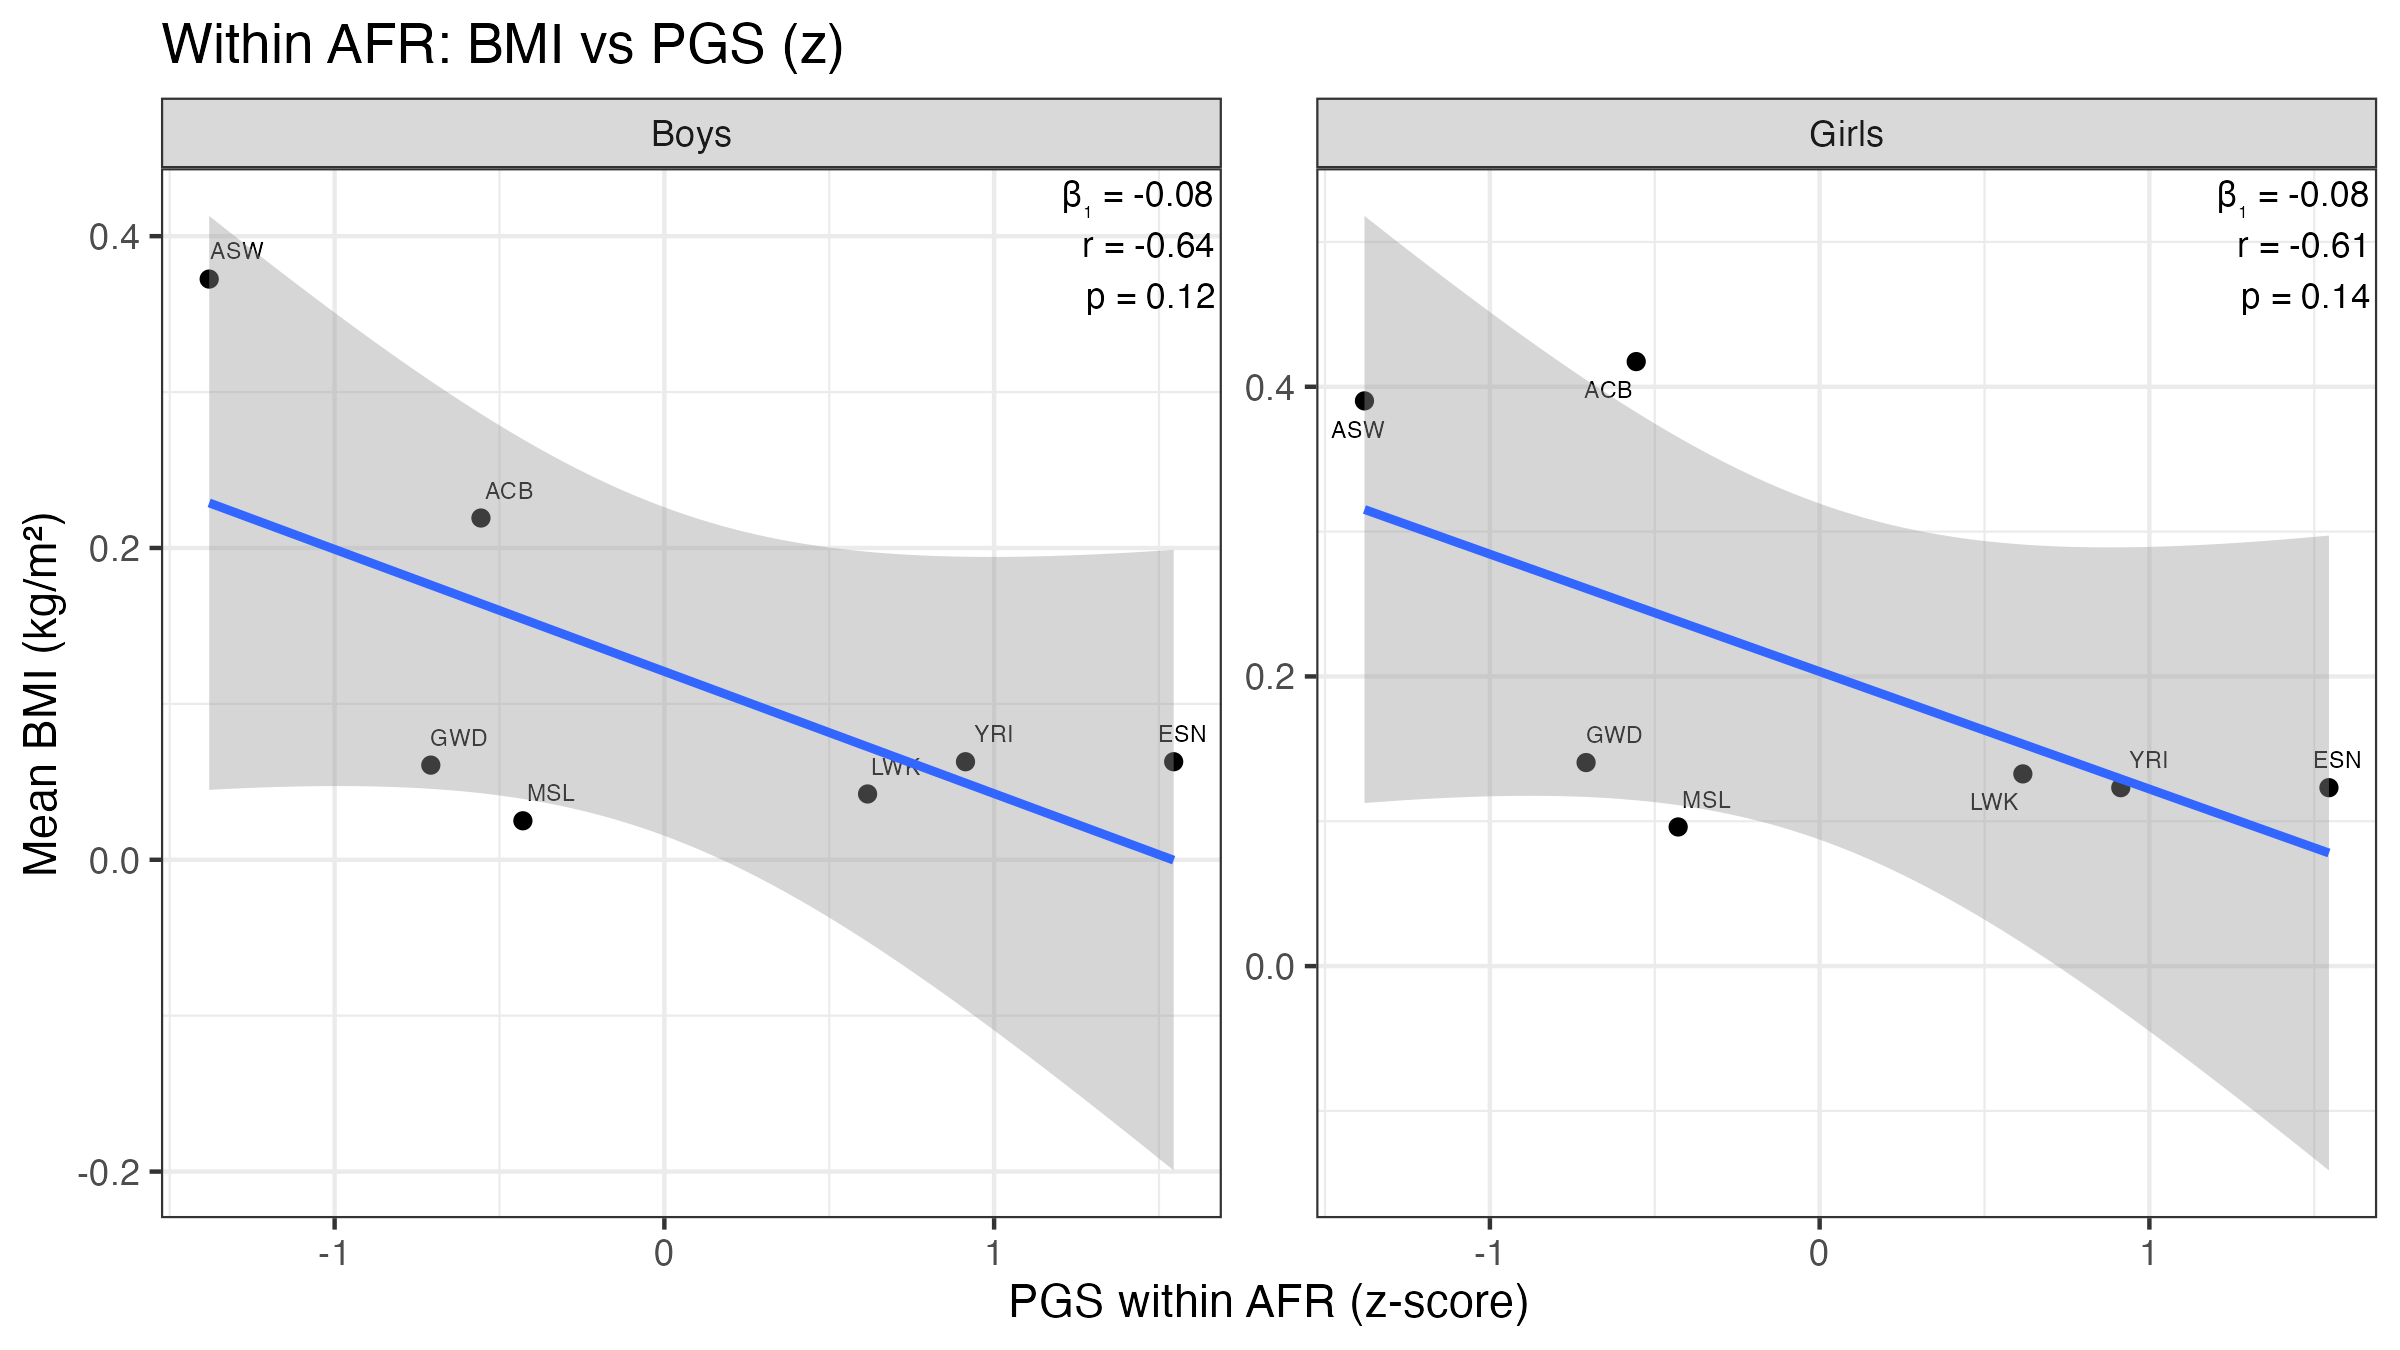 Within AFR: BMI vs PGS (z)
Boys
Girls
β₁ = -0.08
r = -0.64
p = 0.12
β₁ = -0.08
r = -0.61
p = 0.14
Mean BMI (kg/m²)
0.4
0.2
0.0
-0.2
ASW
ACB
GWD
MSL
LWK
YRI
ESN
-1
0
1
0.4
0.2
0.0
ACB
ASW
GWD
MSL
LWK
YRI
ESN
-1
0
1
PGS within AFR (z-score)